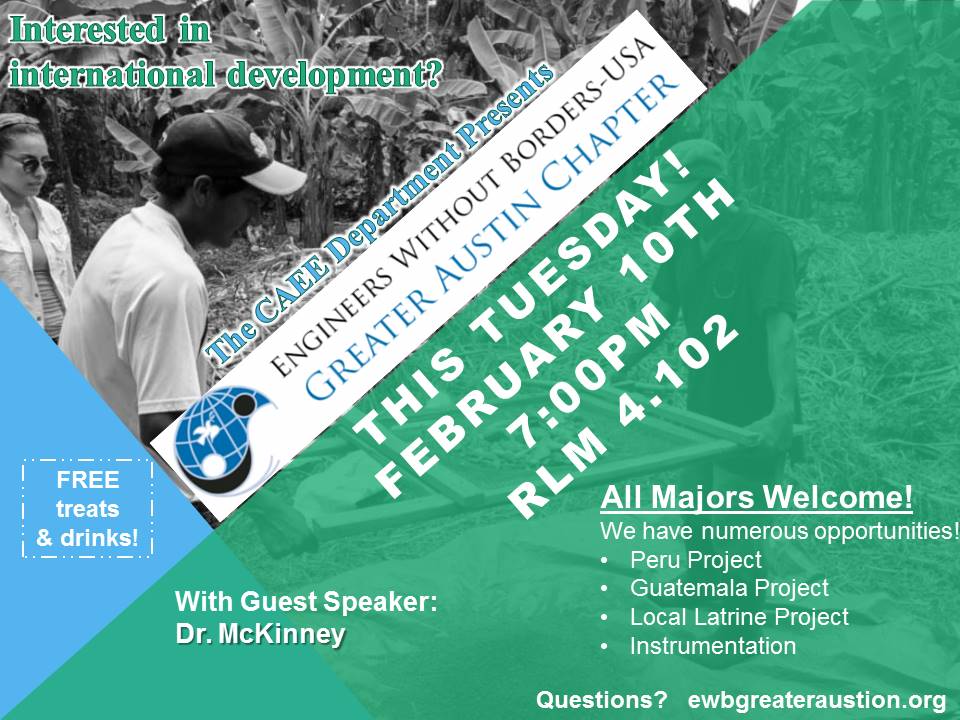 Interested in
international development?
The CAEE Department Presents
ENGINEERS WITHOUT BORDERS-USA
GREATER AUSTIN CHAPTER
THIS TUESDAY!
FEBRUARY 10TH
7:00PM
RLM 4.102
FREE
treats
& drinks!
With Guest Speaker:
Dr. McKinney
All Majors Welcome!
We have numerous opportunities!
• Peru Project
• Guatemala Project
• Local Latrine Project
• Instrumentation
Questions? ewbgreateraustion.org